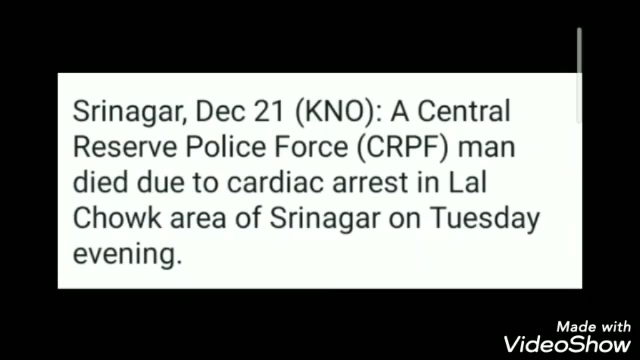 Srinagar, Dec 21 (KNO): A Central
Reserve Police Force (CRPF) man
died due to cardiac arrest in Lal
Chowk area of Srinagar on Tuesday
evening.
Made with
VideoShow